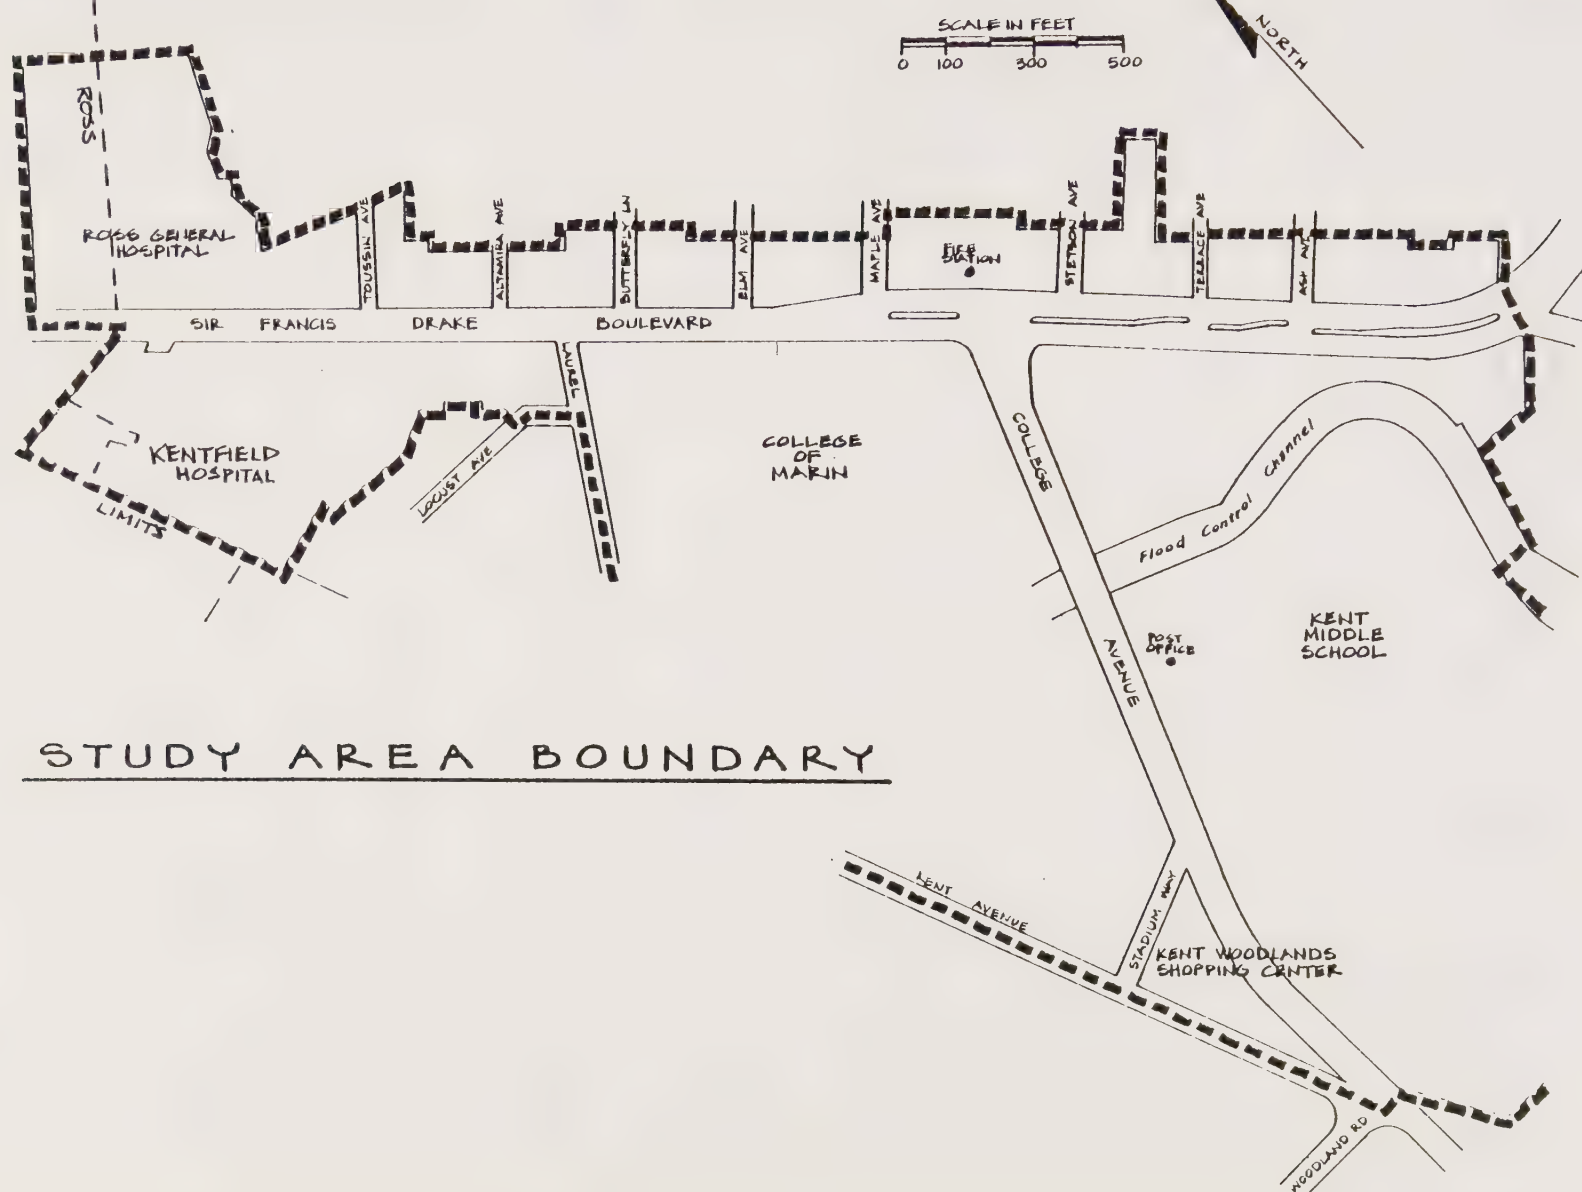 SCALE IN FEET
0 100 300 500
NORTH
ROSS
ROSS GENERAL
HOSPITAL
TOUSSIN AVE
ALTAMIRA AVE
BUTTERFLY LN
ELM AVE
MAPLE AVE
FIRE
STATION
STETSON AVE
TERRACE AVE
ASH AVE
SIR FRANCIS DRAKE BOULEVARD
LAUREL
KENTFIELD
HOSPITAL
LIMITS
LOCUST AVE
COLLEGE
OF
MARIN
COLLEGE AVENUE
Flood Control Channel
POST
OFFICE
KENT
MIDDLE
SCHOOL
STUDY AREA BOUNDARY
KENT AVENUE
STADIUM WAY
KENT WOODLANDS
SHOPPING CENTER
WOODLAND RD